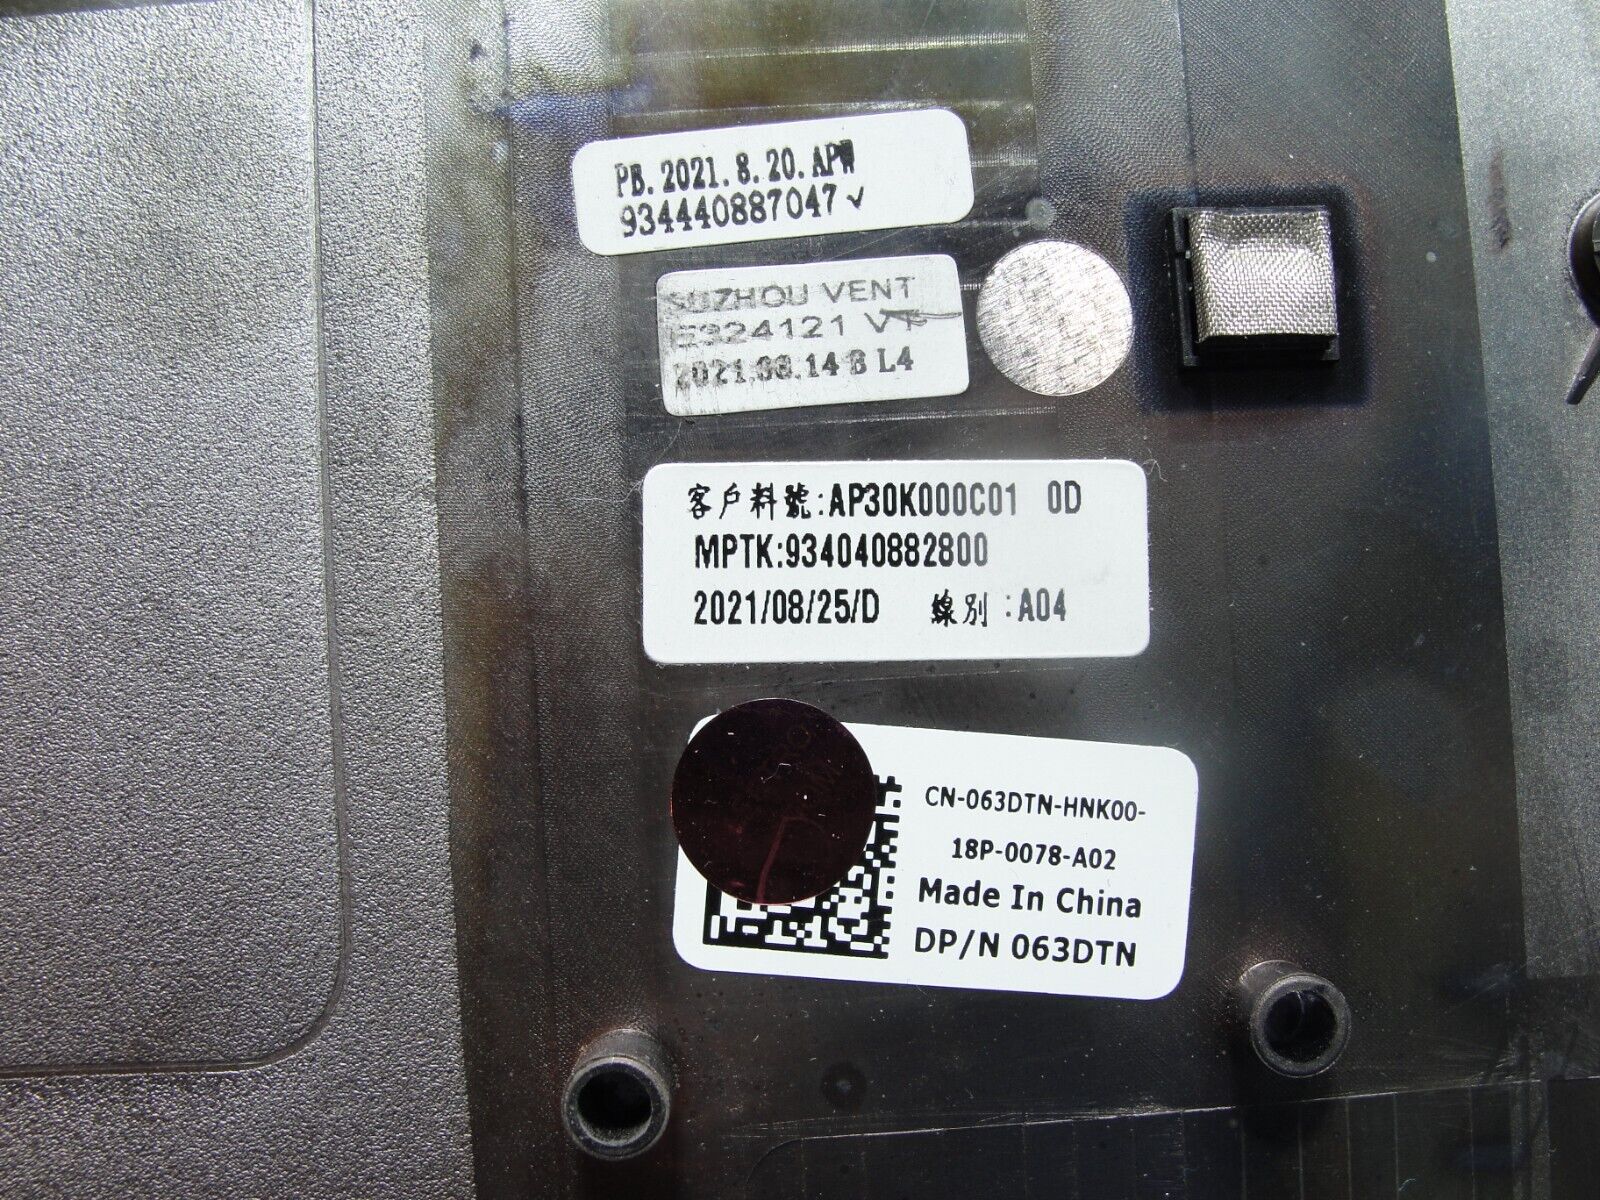 PB. 2021. 8. 20. APW
934440887047 ✓
SUZHOU VENT
E324121 VT
2021.08.14 B L4
客戶料號:AP30K000C01 0D
MPTK:934040882800
2021/08/25/D 線別:A04
CN-063DTN-HNK00-
18P-0078-A02
Made In China
DP/N 063DTN